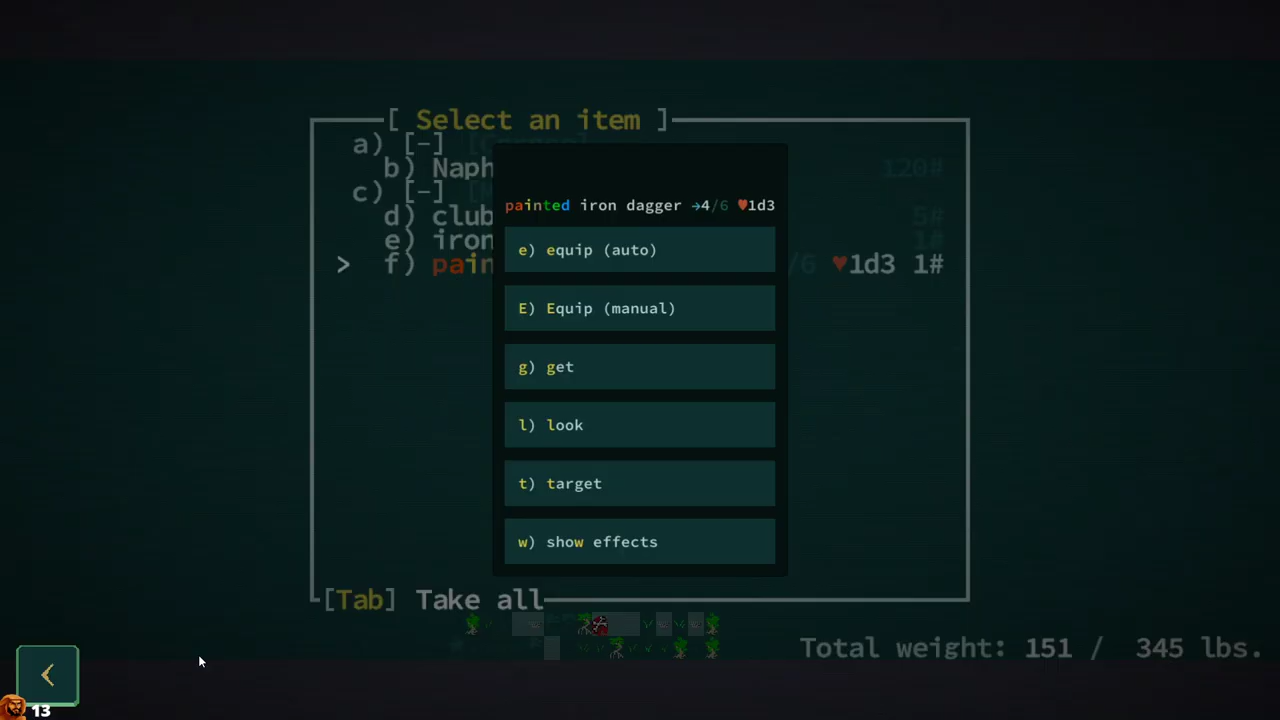 [ Select an item ]
a) [-]
b) Naph 120#
c) [-]
d) club 5#
e) iron 1#
> f) pain /6 ♥1d3 1#
painted iron dagger →4/6 ♥1d3
e) equip (auto)
E) Equip (manual)
g) get
l) look
t) target
w) show effects
[Tab] Take all
Total weight: 151 / 345 lbs.
13